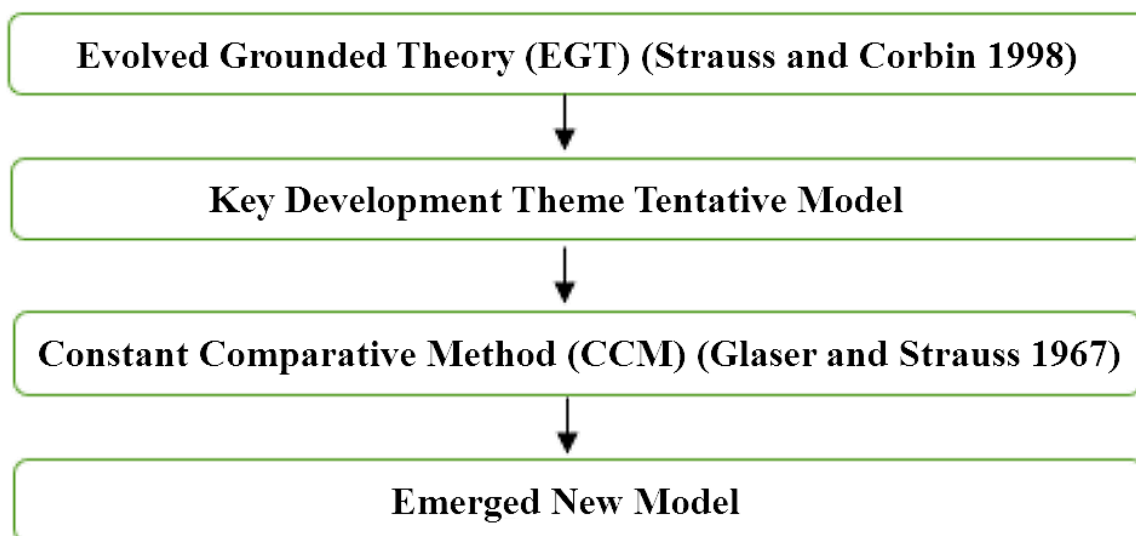 Evolved Grounded Theory (EGT) (Strauss and Corbin 1998)
Key Development Theme Tentative Model
Constant Comparative Method (CCM) (Glaser and Strauss 1967)
Emerged New Model